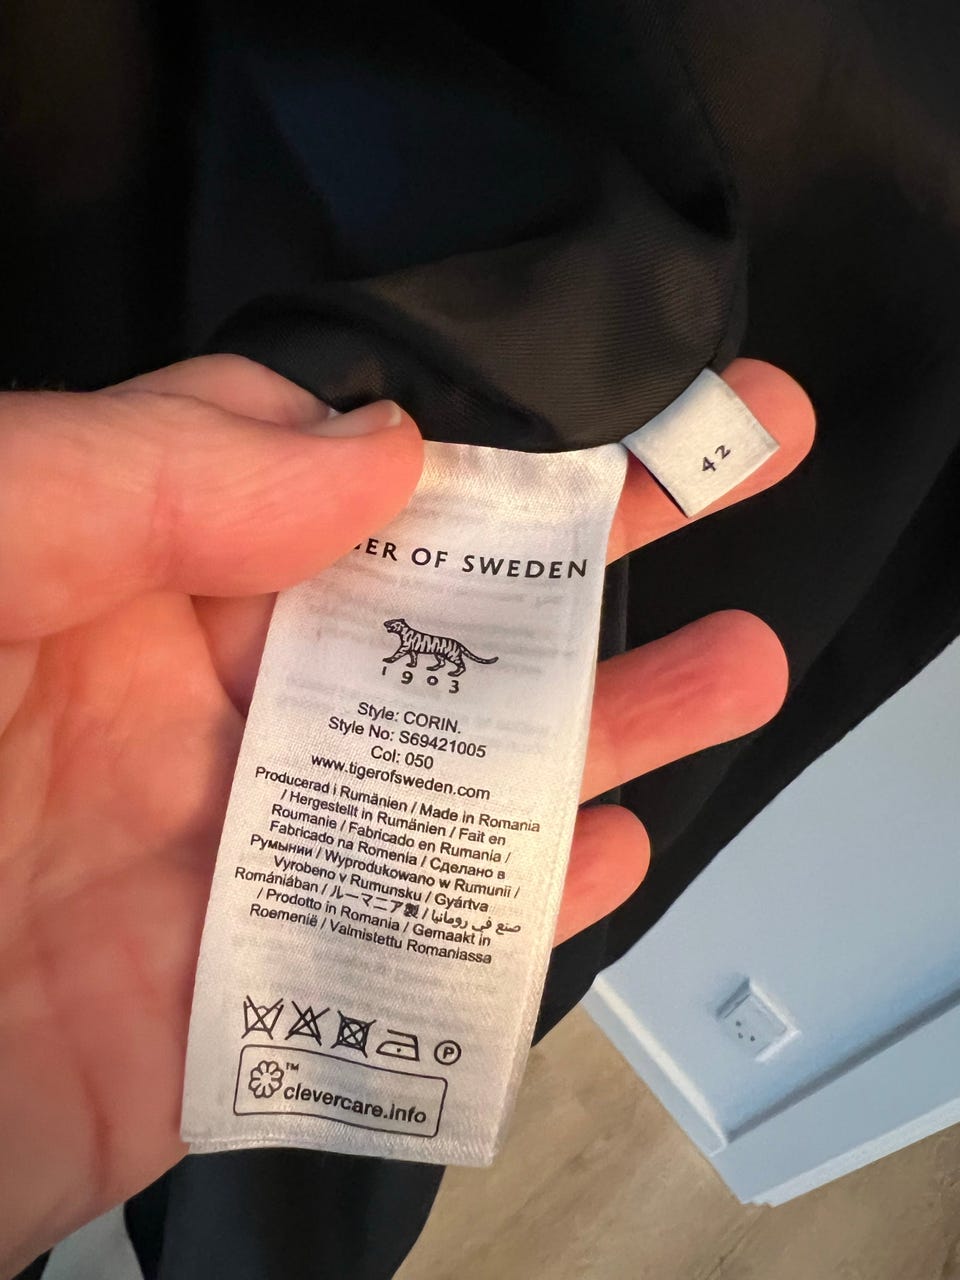 42
OF SWEDEN
1903
Style: CORIN.
Style No: S69421005
Col: 050
www.tigerofsweden.com
Producerad i Rumänien / Made in Romania
/ Hergestellt in Rumänien / Fait en
Roumanie / Fabricado en Rumania /
Fabricado na Romenia / Сделано в
Румынии / Wyprodukowano w Rumunii /
Vyrobeno v Rumunsku / Gyártva
Romániában / ルーマニア製 / صنع في رومانيا
/ Prodotto in Romania / Gemaakt in
Roemenië / Valmistettu Romaniassa
P
clevercare.info
TM